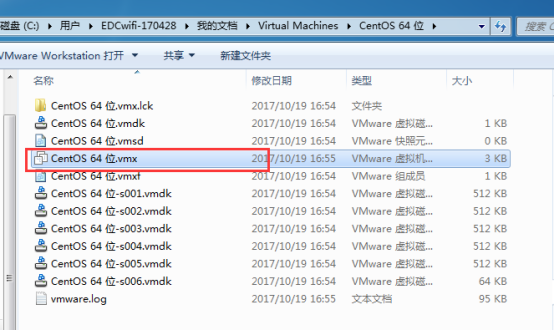 磁盘 (C:) ▸ 用户 ▸ EDCwifi-170428 ▸ 我的文档 ▸ Virtual Machines ▸ CentOS 64 位 ▸ 搜索 C
VMware Workstation 打开 共享 新建文件夹
名称 修改日期 类型 大小
CentOS 64 位.vmx.lck 2017/10/19 16:54 文件夹
CentOS 64 位.vmdk 2017/10/19 16:54 VMware 虚拟磁... 1 KB
CentOS 64 位.vmsd 2017/10/19 16:54 VMware 快照元... 0 KB
CentOS 64 位.vmx 2017/10/19 16:55 VMware 虚拟机... 3 KB
CentOS 64 位.vmxf 2017/10/19 16:54 VMware 组成员 1 KB
CentOS 64 位-s001.vmdk 2017/10/19 16:54 VMware 虚拟磁... 512 KB
CentOS 64 位-s002.vmdk 2017/10/19 16:54 VMware 虚拟磁... 512 KB
CentOS 64 位-s003.vmdk 2017/10/19 16:54 VMware 虚拟磁... 512 KB
CentOS 64 位-s004.vmdk 2017/10/19 16:54 VMware 虚拟磁... 512 KB
CentOS 64 位-s005.vmdk 2017/10/19 16:54 VMware 虚拟磁... 512 KB
CentOS 64 位-s006.vmdk 2017/10/19 16:54 VMware 虚拟磁... 64 KB
vmware.log 2017/10/19 16:55 文本文档 95 KB